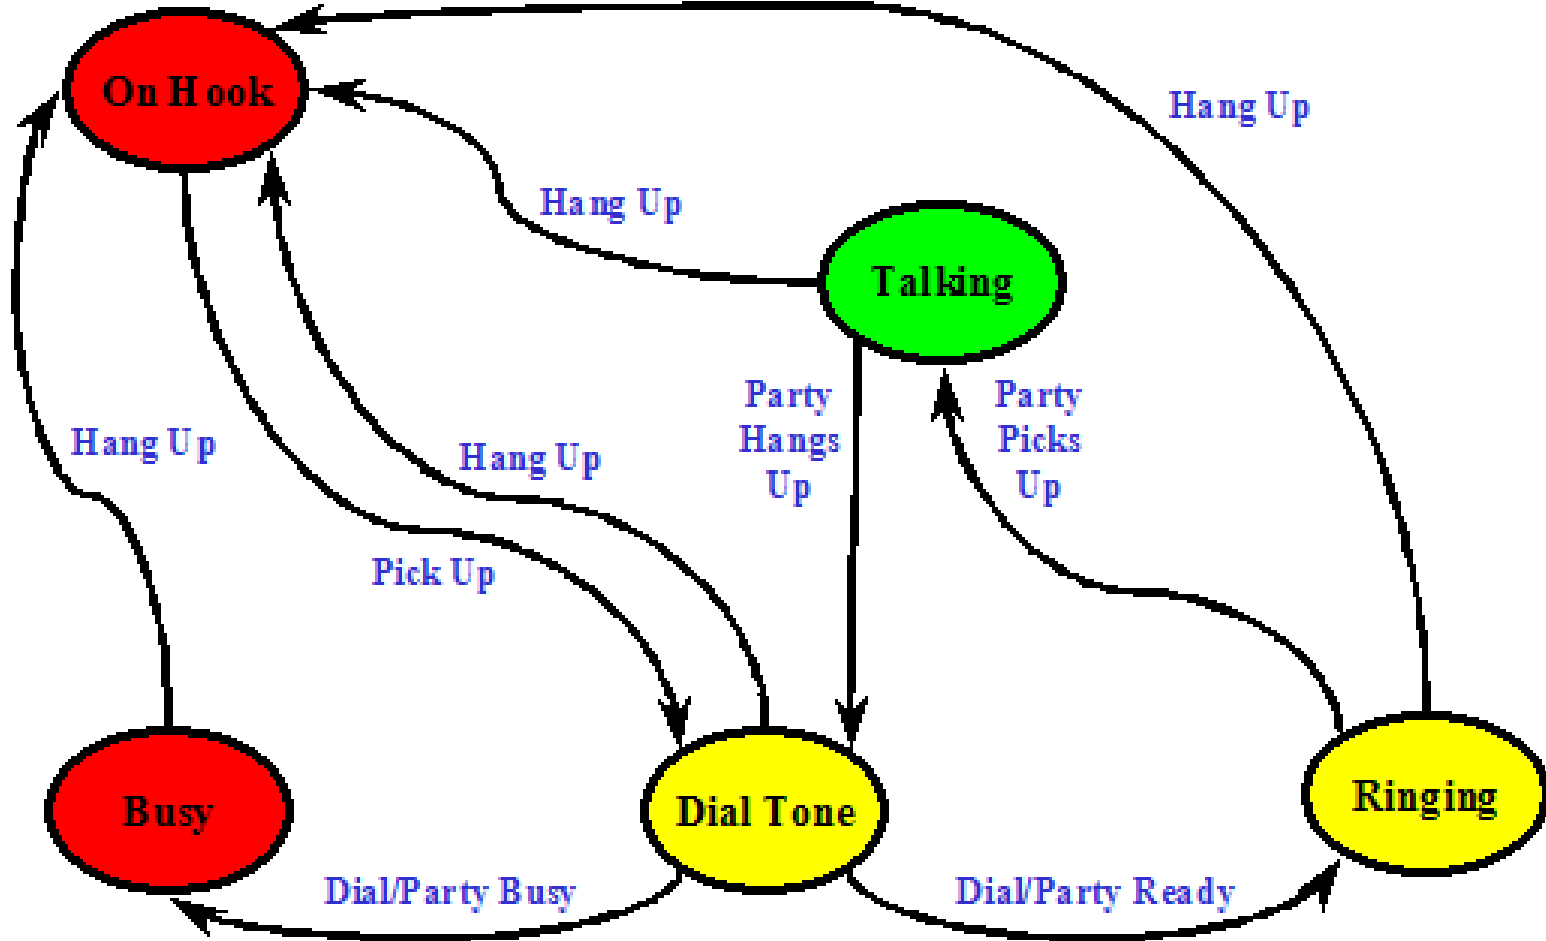 On Hook
Hang Up
Hang Up
Talking
Party
Hangs
Up
Party
Picks
Up
Hang Up
Hang Up
Pick Up
Busy
Dial Tone
Ringing
Dial/Party Busy
Dial/Party Ready